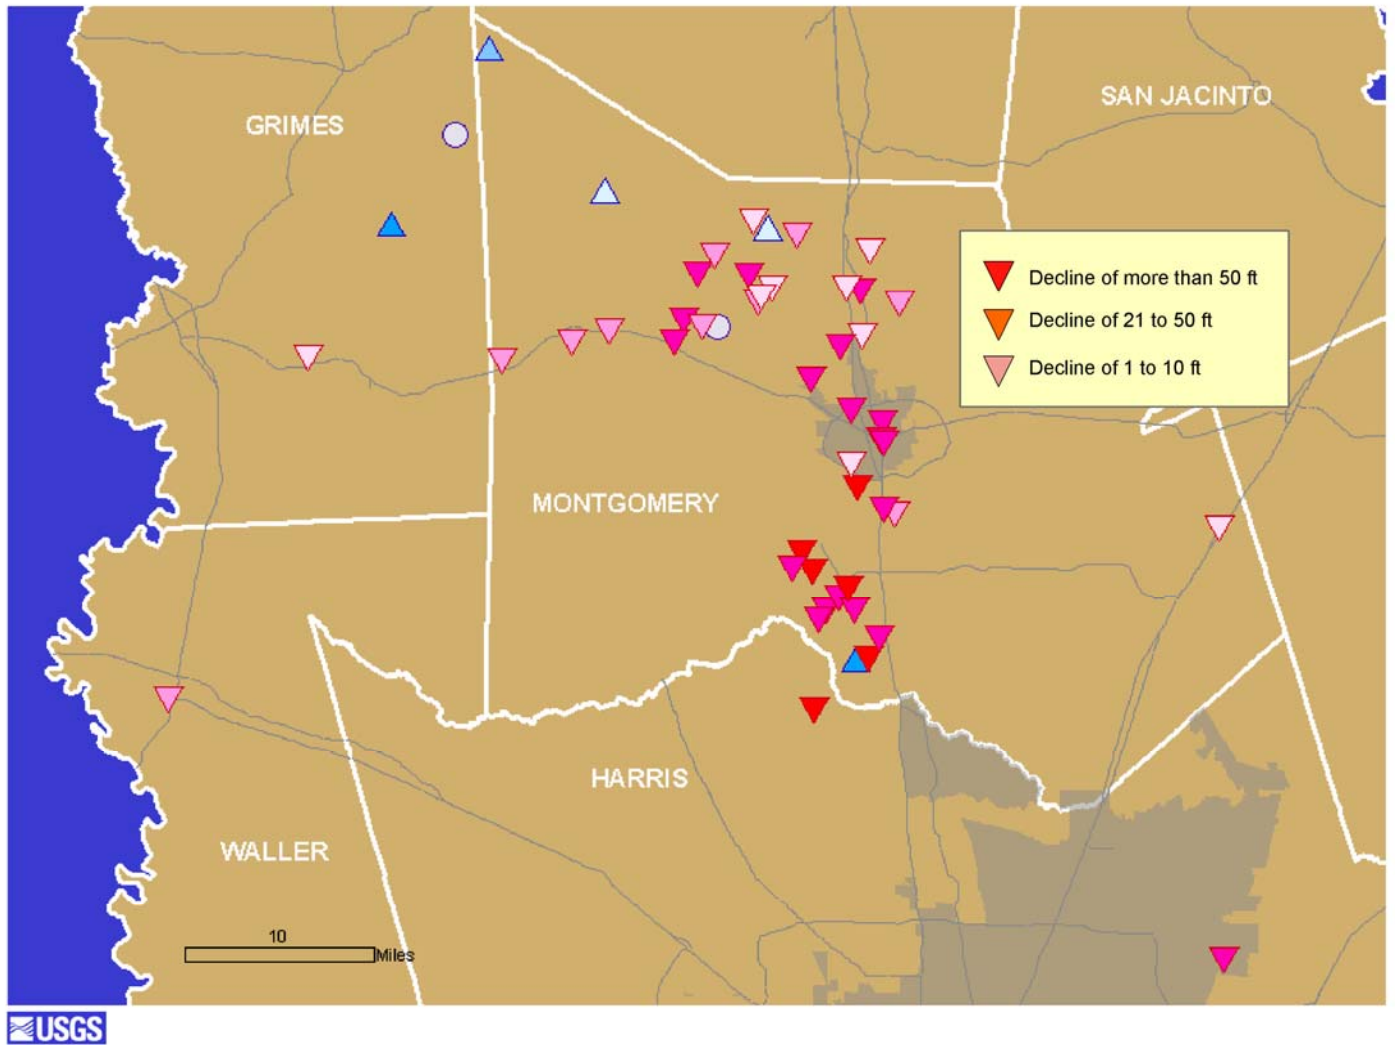 GRIMES
SAN JACINTO
Decline of more than 50 ft
Decline of 21 to 50 ft
Decline of 1 to 10 ft
MONTGOMERY
HARRIS
WALLER
10
Miles
USGS